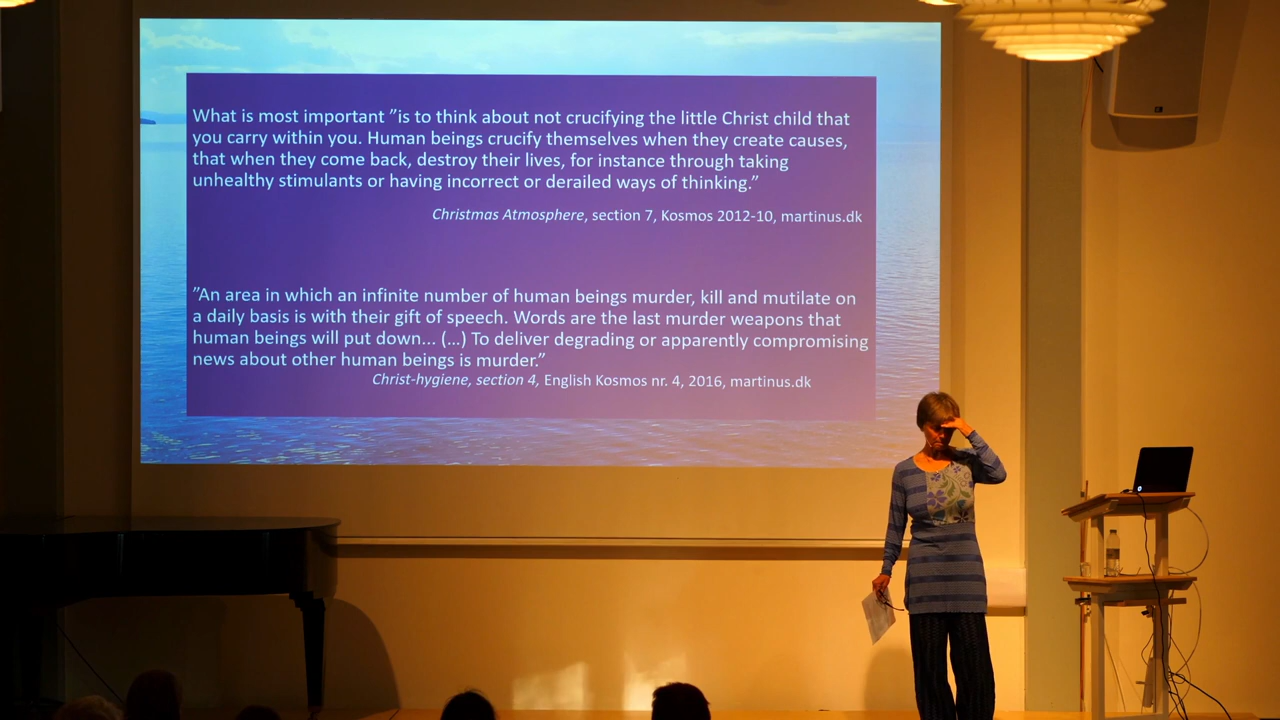 What is most important ”is to think about not crucifying the little Christ child that
you carry within you. Human beings crucify themselves when they create causes,
that when they come back, destroy their lives, for instance through taking
unhealthy stimulants or having incorrect or derailed ways of thinking.”
Christmas Atmosphere, section 7, Kosmos 2012-10, martinus.dk
”An area in which an infinite number of human beings murder, kill and mutilate on
a daily basis is with their gift of speech. Words are the last murder weapons that
human beings will put down... (...) To deliver degrading or apparently compromising
news about other human beings is murder.”
Christ-hygiene, section 4, English Kosmos nr. 4, 2016, martinus.dk